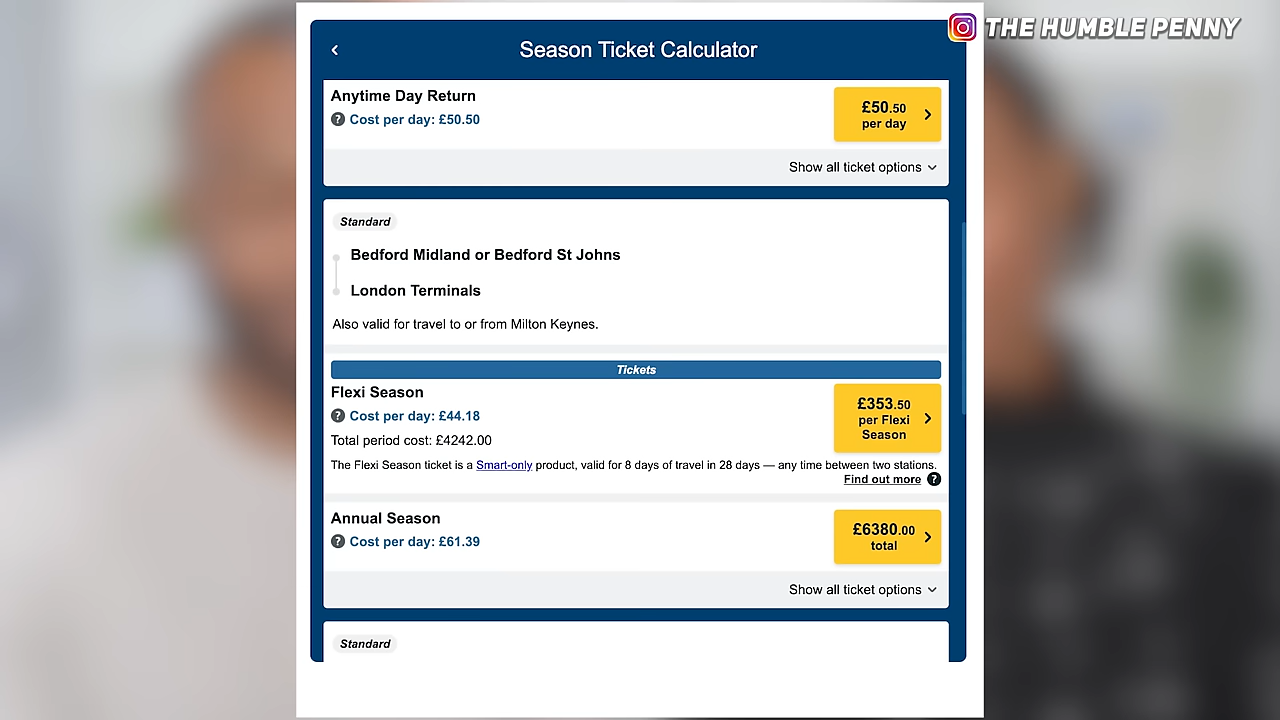 THE HUMBLE PENNY
Season Ticket Calculator
Anytime Day Return
? Cost per day: £50.50
£50.50
per day
Show all ticket options
Standard
Bedford Midland or Bedford St Johns
London Terminals
Also valid for travel to or from Milton Keynes.
Tickets
Flexi Season
? Cost per day: £44.18
Total period cost: £4242.00
£353.50
per Flexi
Season
The Flexi Season ticket is a Smart-only product, valid for 8 days of travel in 28 days — any time between two stations.
Find out more ?
Annual Season
? Cost per day: £61.39
£6380.00
total
Show all ticket options
Standard